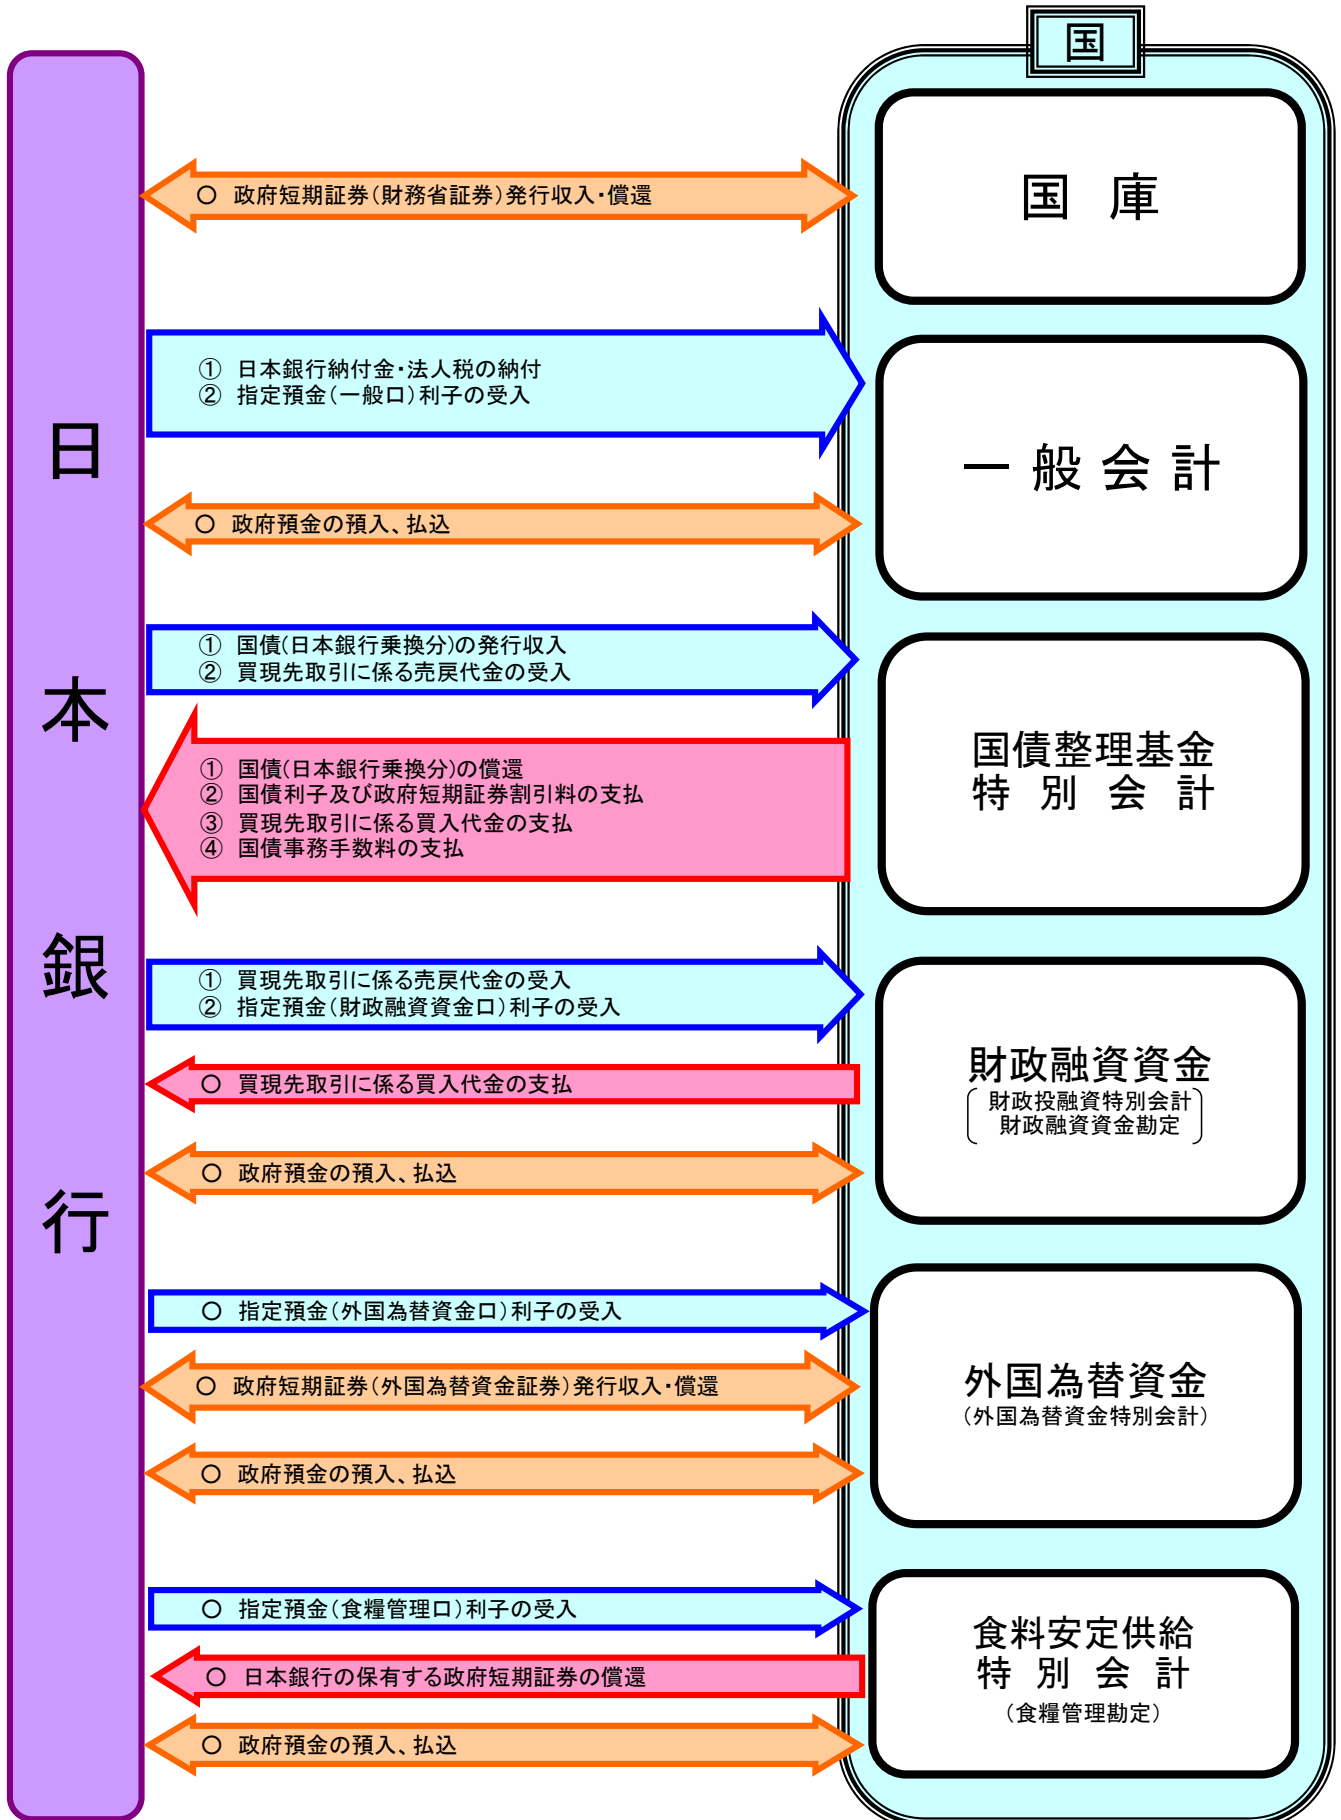 国
日本銀行
○ 政府短期証券(財務省証券)発行収入・償還
国庫
① 日本銀行納付金・法人税の納付
② 指定預金(一般口)利子の受入
○ 政府預金の預入、払込
一般会計
① 国債(日本銀行乗換分)の発行収入
② 買現先取引に係る売戻代金の受入
① 国債(日本銀行乗換分)の償還
② 国債利子及び政府短期証券割引料の支払
③ 買現先取引に係る買入代金の支払
④ 国債事務手数料の支払
国債整理基金
特別会計
① 買現先取引に係る売戻代金の受入
② 指定預金(財政融資資金口)利子の受入
○ 買現先取引に係る買入代金の支払
○ 政府預金の預入、払込
財政融資資金
財政投融資特別会計
財政融資資金勘定
○ 指定預金(外国為替資金口)利子の受入
○ 政府短期証券(外国為替資金証券)発行収入・償還
○ 政府預金の預入、払込
外国為替資金
(外国為替資金特別会計)
○ 指定預金(食糧管理口)利子の受入
○ 日本銀行の保有する政府短期証券の償還
○ 政府預金の預入、払込
食料安定供給
特別会計
(食糧管理勘定)